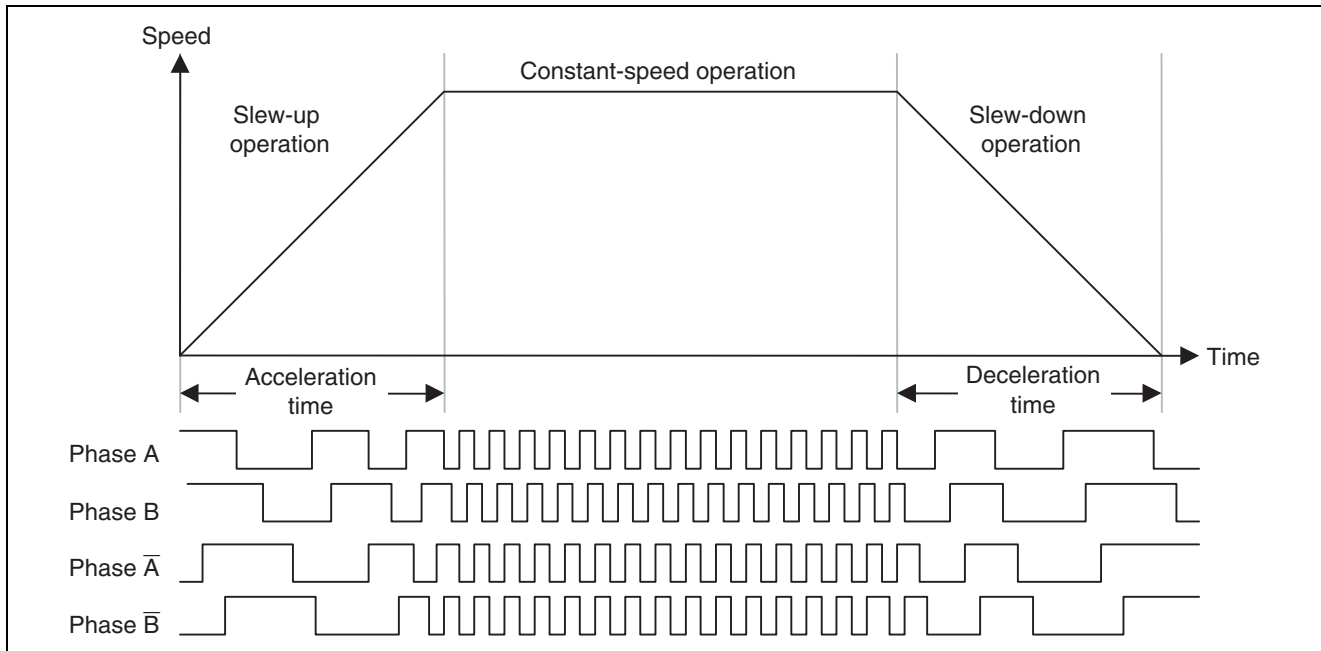 Speed
Constant-speed operation
Slew-up
operation
Slew-down
operation
Time
Acceleration
time
Deceleration
time
Phase A
Phase B
Phase A̅
Phase B̅